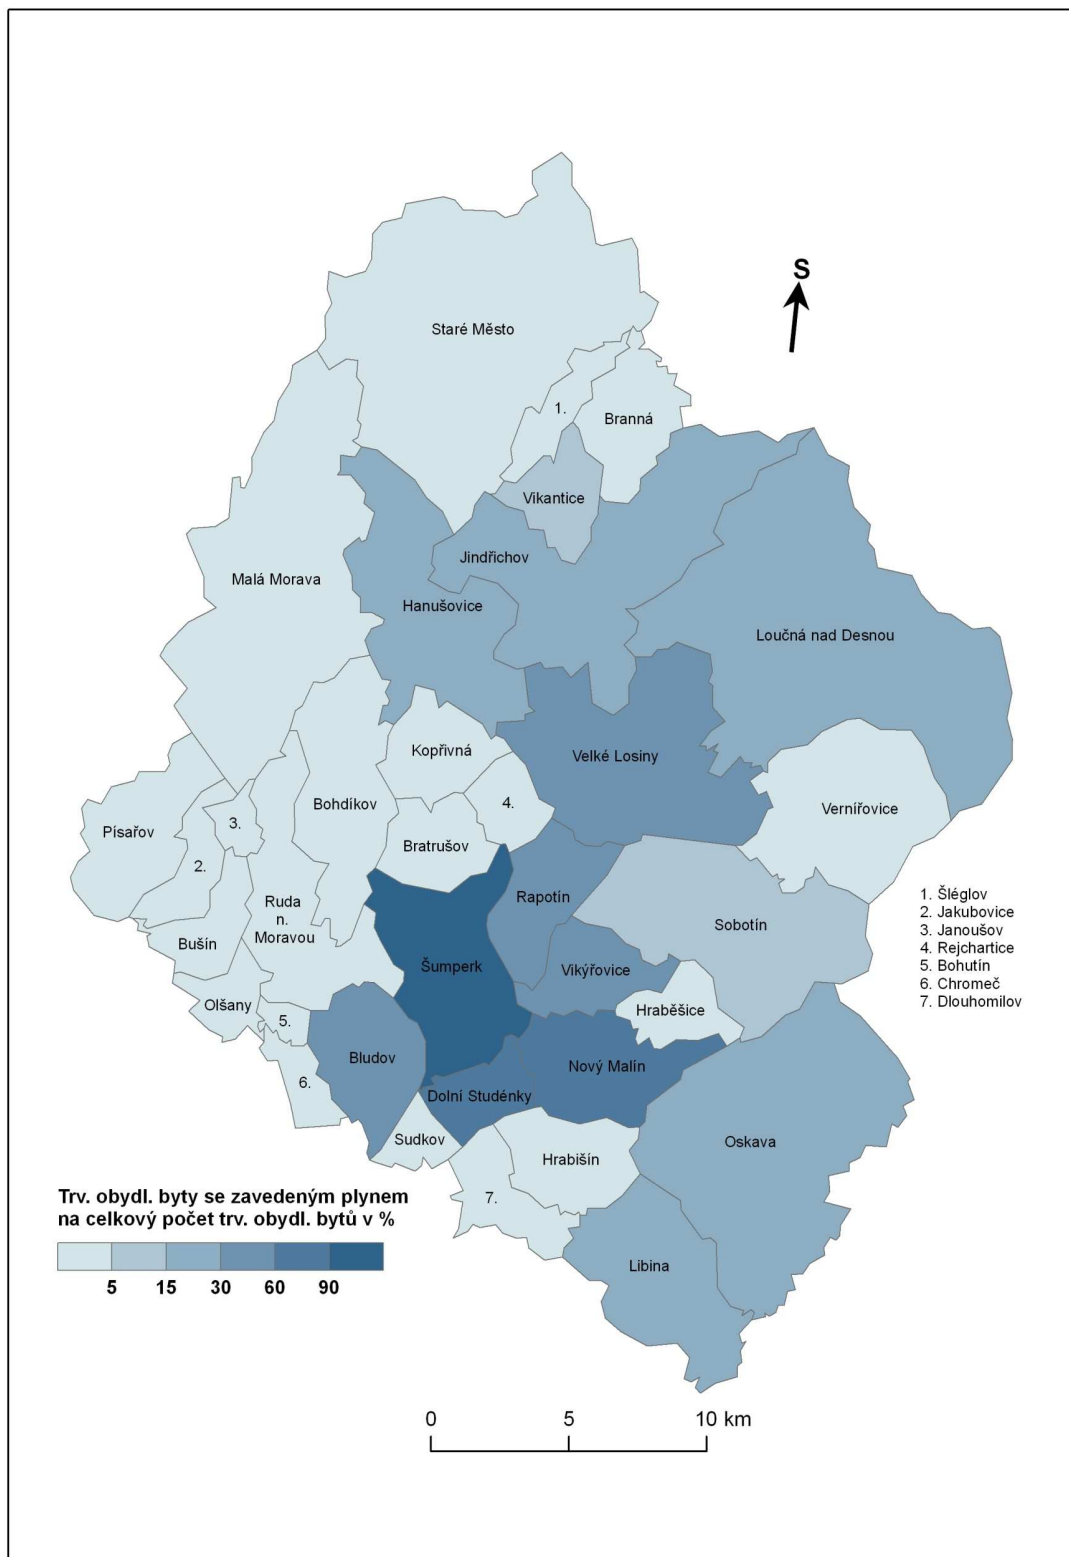 S
Staré Město
1.
Branná
Vikantice
Jindřichov
Malá Morava
Hanušovice
Loučná nad Desnou
Kopřivná
Velké Losiny
4.
Bohdíkov
Vernířovice
3.
Písařov
Bratrušov
2.
Rapotín
Ruda
n.
Moravou
Sobotín
1. Šléglov
2. Jakubovice
3. Janoušov
4. Rejchartice
5. Bohutín
6. Chromeč
7. Dlouhomilov
Bušín
Šumperk
Vikýřovice
Olšany
Hraběšice
5.
Bludov
Nový Malín
6.
Dolní Studénky
Sudkov
Oskava
Hrabišín
7.
Trv. obydl. byty se zavedeným plynem
na celkový počet trv. obydl. bytů v %
Libina
5 15 30 60 90
0 5 10 km